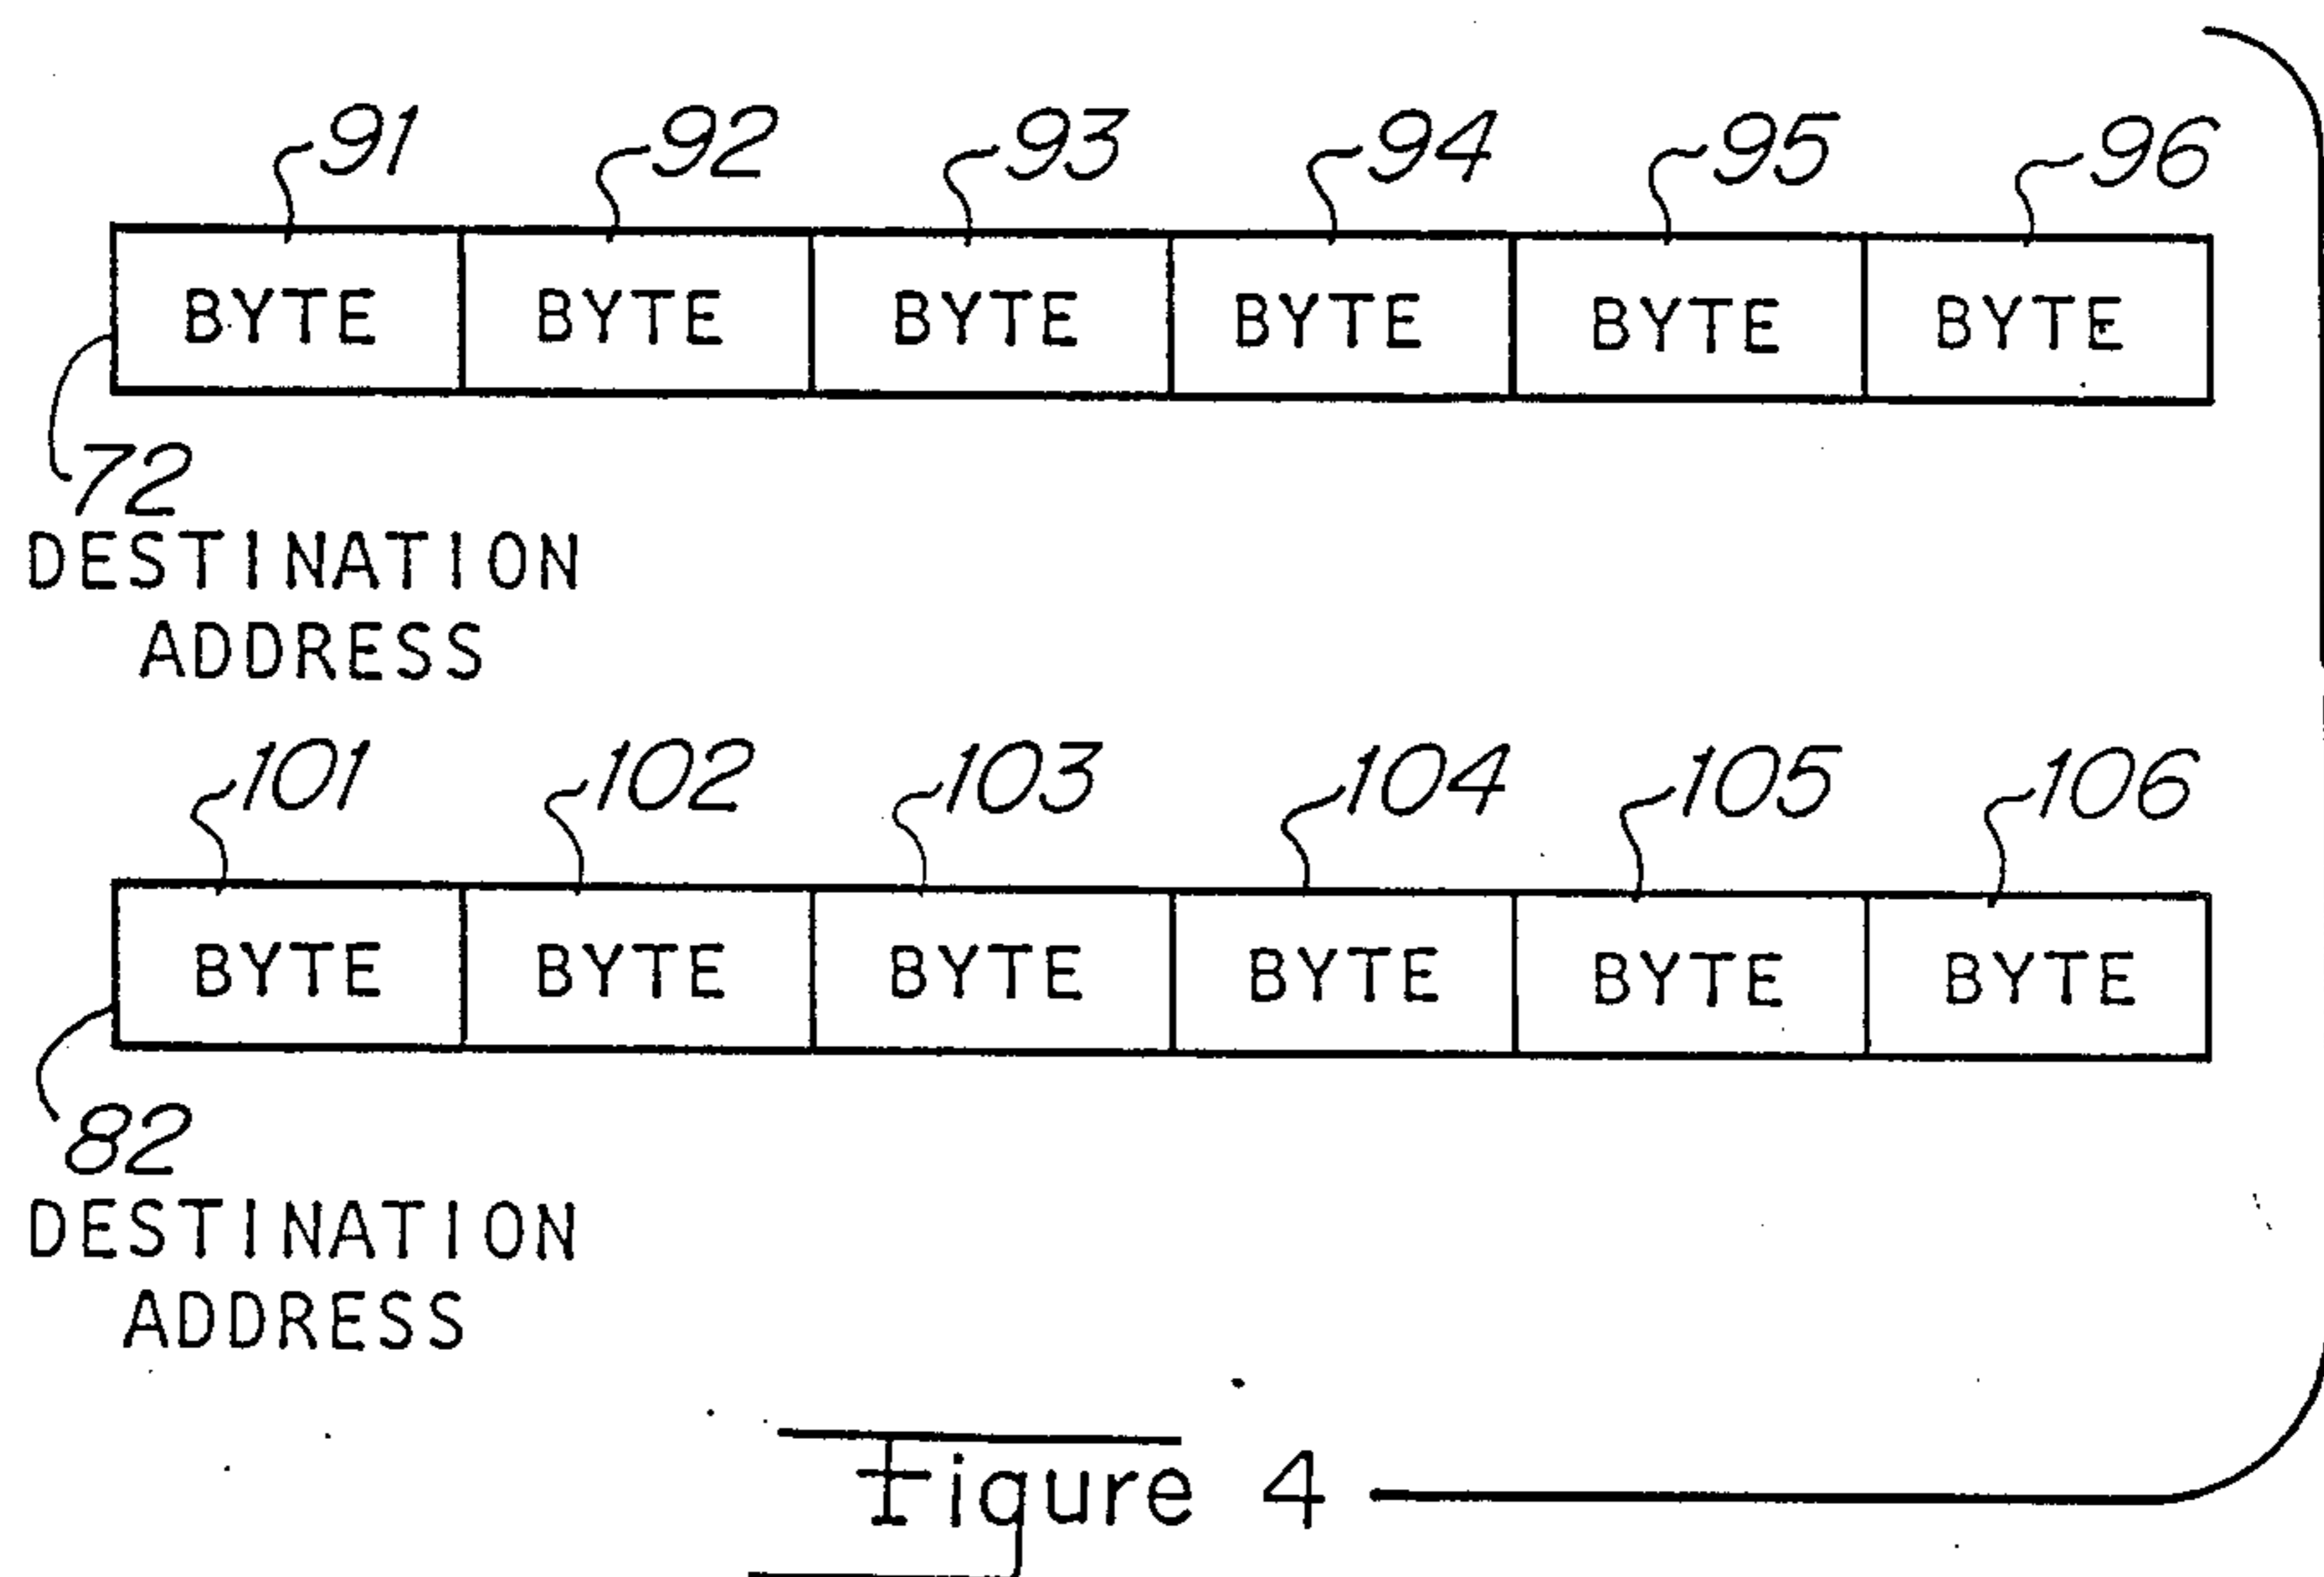 91 92 93 94 95 96
BYTE BYTE BYTE BYTE BYTE BYTE
72
DESTINATION
ADDRESS
101 102 103 104 105 106
BYTE BYTE BYTE BYTE BYTE BYTE
82
DESTINATION
ADDRESS
Figure 4